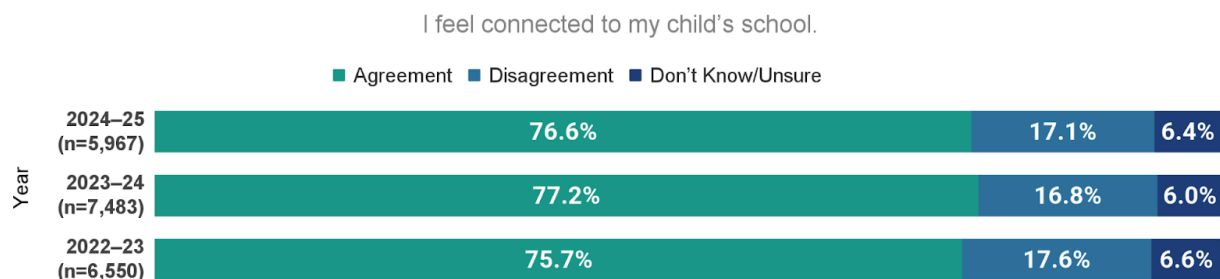 I feel connected to my child's school.
Agreement Disagreement Don't Know/Unsure
Year
2024–25
(n=5,967)
76.6% 17.1% 6.4%
2023–24
(n=7,483)
77.2% 16.8% 6.0%
2022–23
(n=6,550)
75.7% 17.6% 6.6%